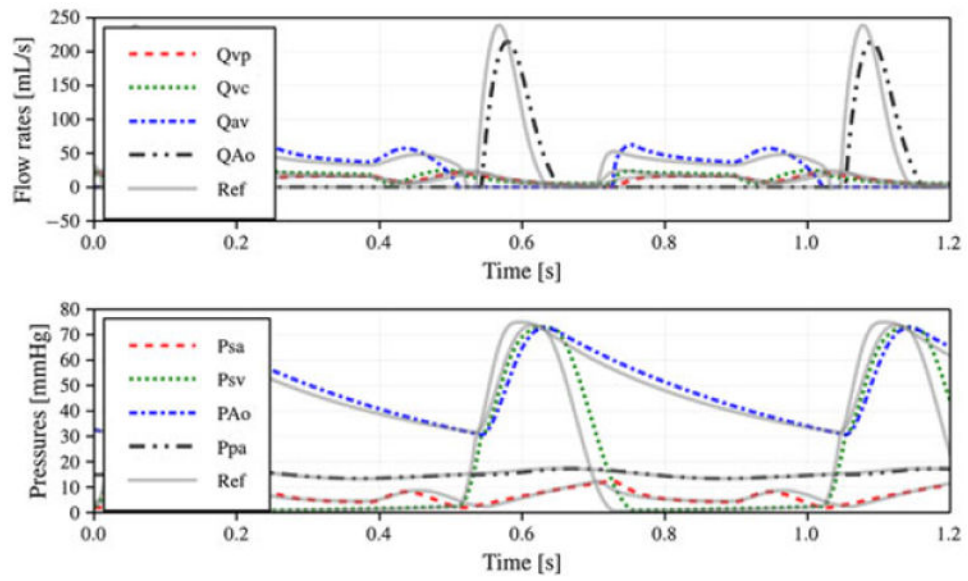 Flow rates [mL/s]
250
200
150
100
50
0
−50
Qvp
Qvc
Qav
QAo
Ref
0.0 0.2 0.4 0.6 0.8 1.0 1.2
Time [s]
Pressures [mmHg]
80
70
60
50
40
30
20
10
0
Psa
Psv
PAo
Ppa
Ref
0.0 0.2 0.4 0.6 0.8 1.0 1.2
Time [s]